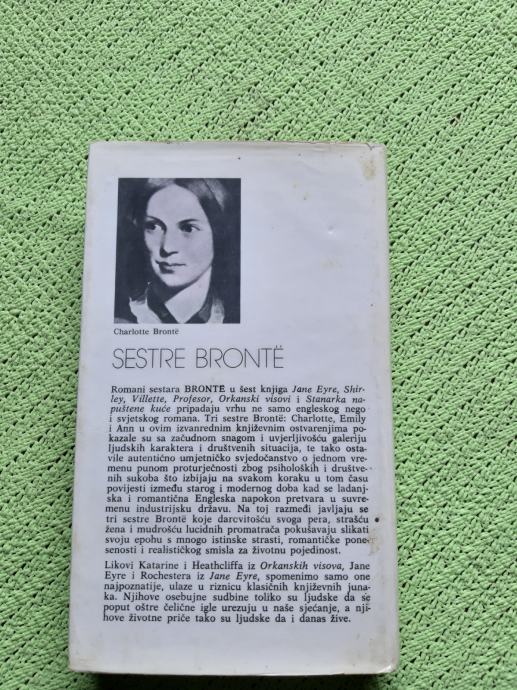 Charlotte Brontë
SESTRE BRONTË
Romani sestara BRONTË u šest knjiga Jane Eyre, Shir-
ley, Villette, Profesor, Orkanski visovi i Stanarka na-
puštene kuće pripadaju vrhu ne samo engleskog nego
i svjetskog romana. Tri sestre Brontë: Charlotte, Emily
i Ann u ovim izvanrednim književnim ostvarenjima po-
kazale su sa začudnom snagom i uvjerljivošću galeriju
ljudskih karaktera i društvenih situacija, te tako osta-
vile autentično umjetničko svjedočanstvo o jednom vre-
menu punom proturječnosti zbog psiholoških i društve-
nih sukoba što izbijaju na svakom koraku u tom času
povijesti između starog i modernog doba kad se ladanj-
ska i romantična Engleska napokon pretvara u suvre-
menu industrijsku državu. Na toj razmeđi javljaju se
tri sestre Brontë koje darovitošću svoga pera, strašću
žena i mudrošću lucidnih promatrača pokušavaju slikati
svoju epohu s mnogo istinske strasti, romantičke pone-
senosti i realističkog smisla za životnu pojedinost.
Likovi Katarine i Heathcliffa iz Orkanskih visova, Jane
Eyre i Rochestera iz Jane Eyre, spomenimo samo one
najpoznatije, ulaze u riznicu klasičnih književnih juna-
ka. Njihove osebujne sudbine toliko su ljudske da se
poput oštre čelične igle urezuju u naše sjećanje, a nji-
hove životne priče tako su ljudske da i danas žive.